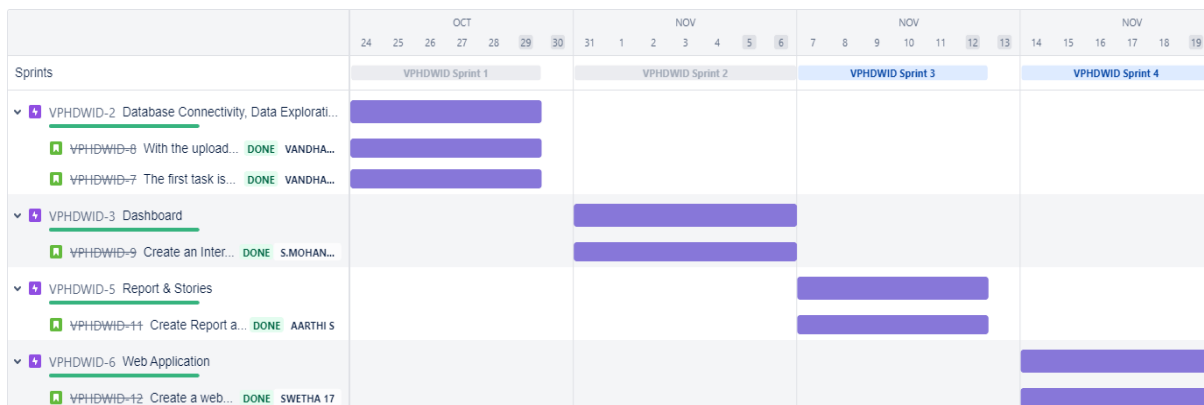 OCT NOV NOV NOV
24 25 26 27 28 29 30 31 1 2 3 4 5 6 7 8 9 10 11 12 13 14 15 16 17 18 19
Sprints VPHDWID Sprint 1 VPHDWID Sprint 2 VPHDWID Sprint 3 VPHDWID Sprint 4
VPHDWID-2 Database Connectivity, Data Explorati...
VPHDWID-8 With the upload... DONE VANDHA...
VPHDWID-7 The first task is... DONE VANDHA...
VPHDWID-3 Dashboard
VPHDWID-9 Create an Inter... DONE S.MOHAN...
VPHDWID-5 Report & Stories
VPHDWID-11 Create Report a... DONE AARTHI S
VPHDWID-6 Web Application
VPHDWID-12 Create a web... DONE SWETHA 17